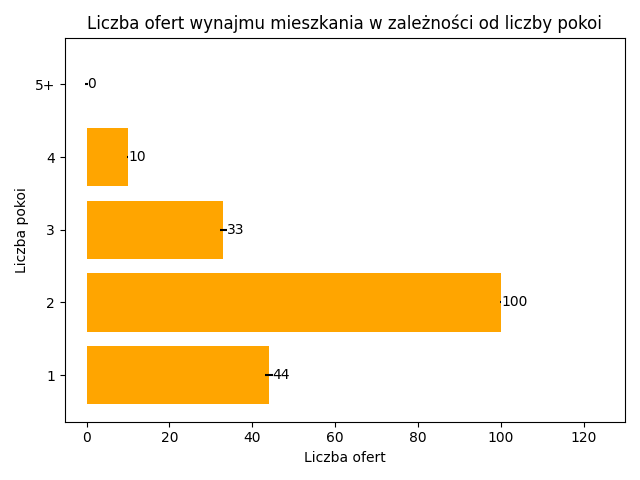 Liczba ofert wynajmu mieszkania w zależności od liczby pokoi
Liczba pokoi
5+ 0
4 10
3 33
2 100
1 44
0 20 40 60 80 100 120
Liczba ofert